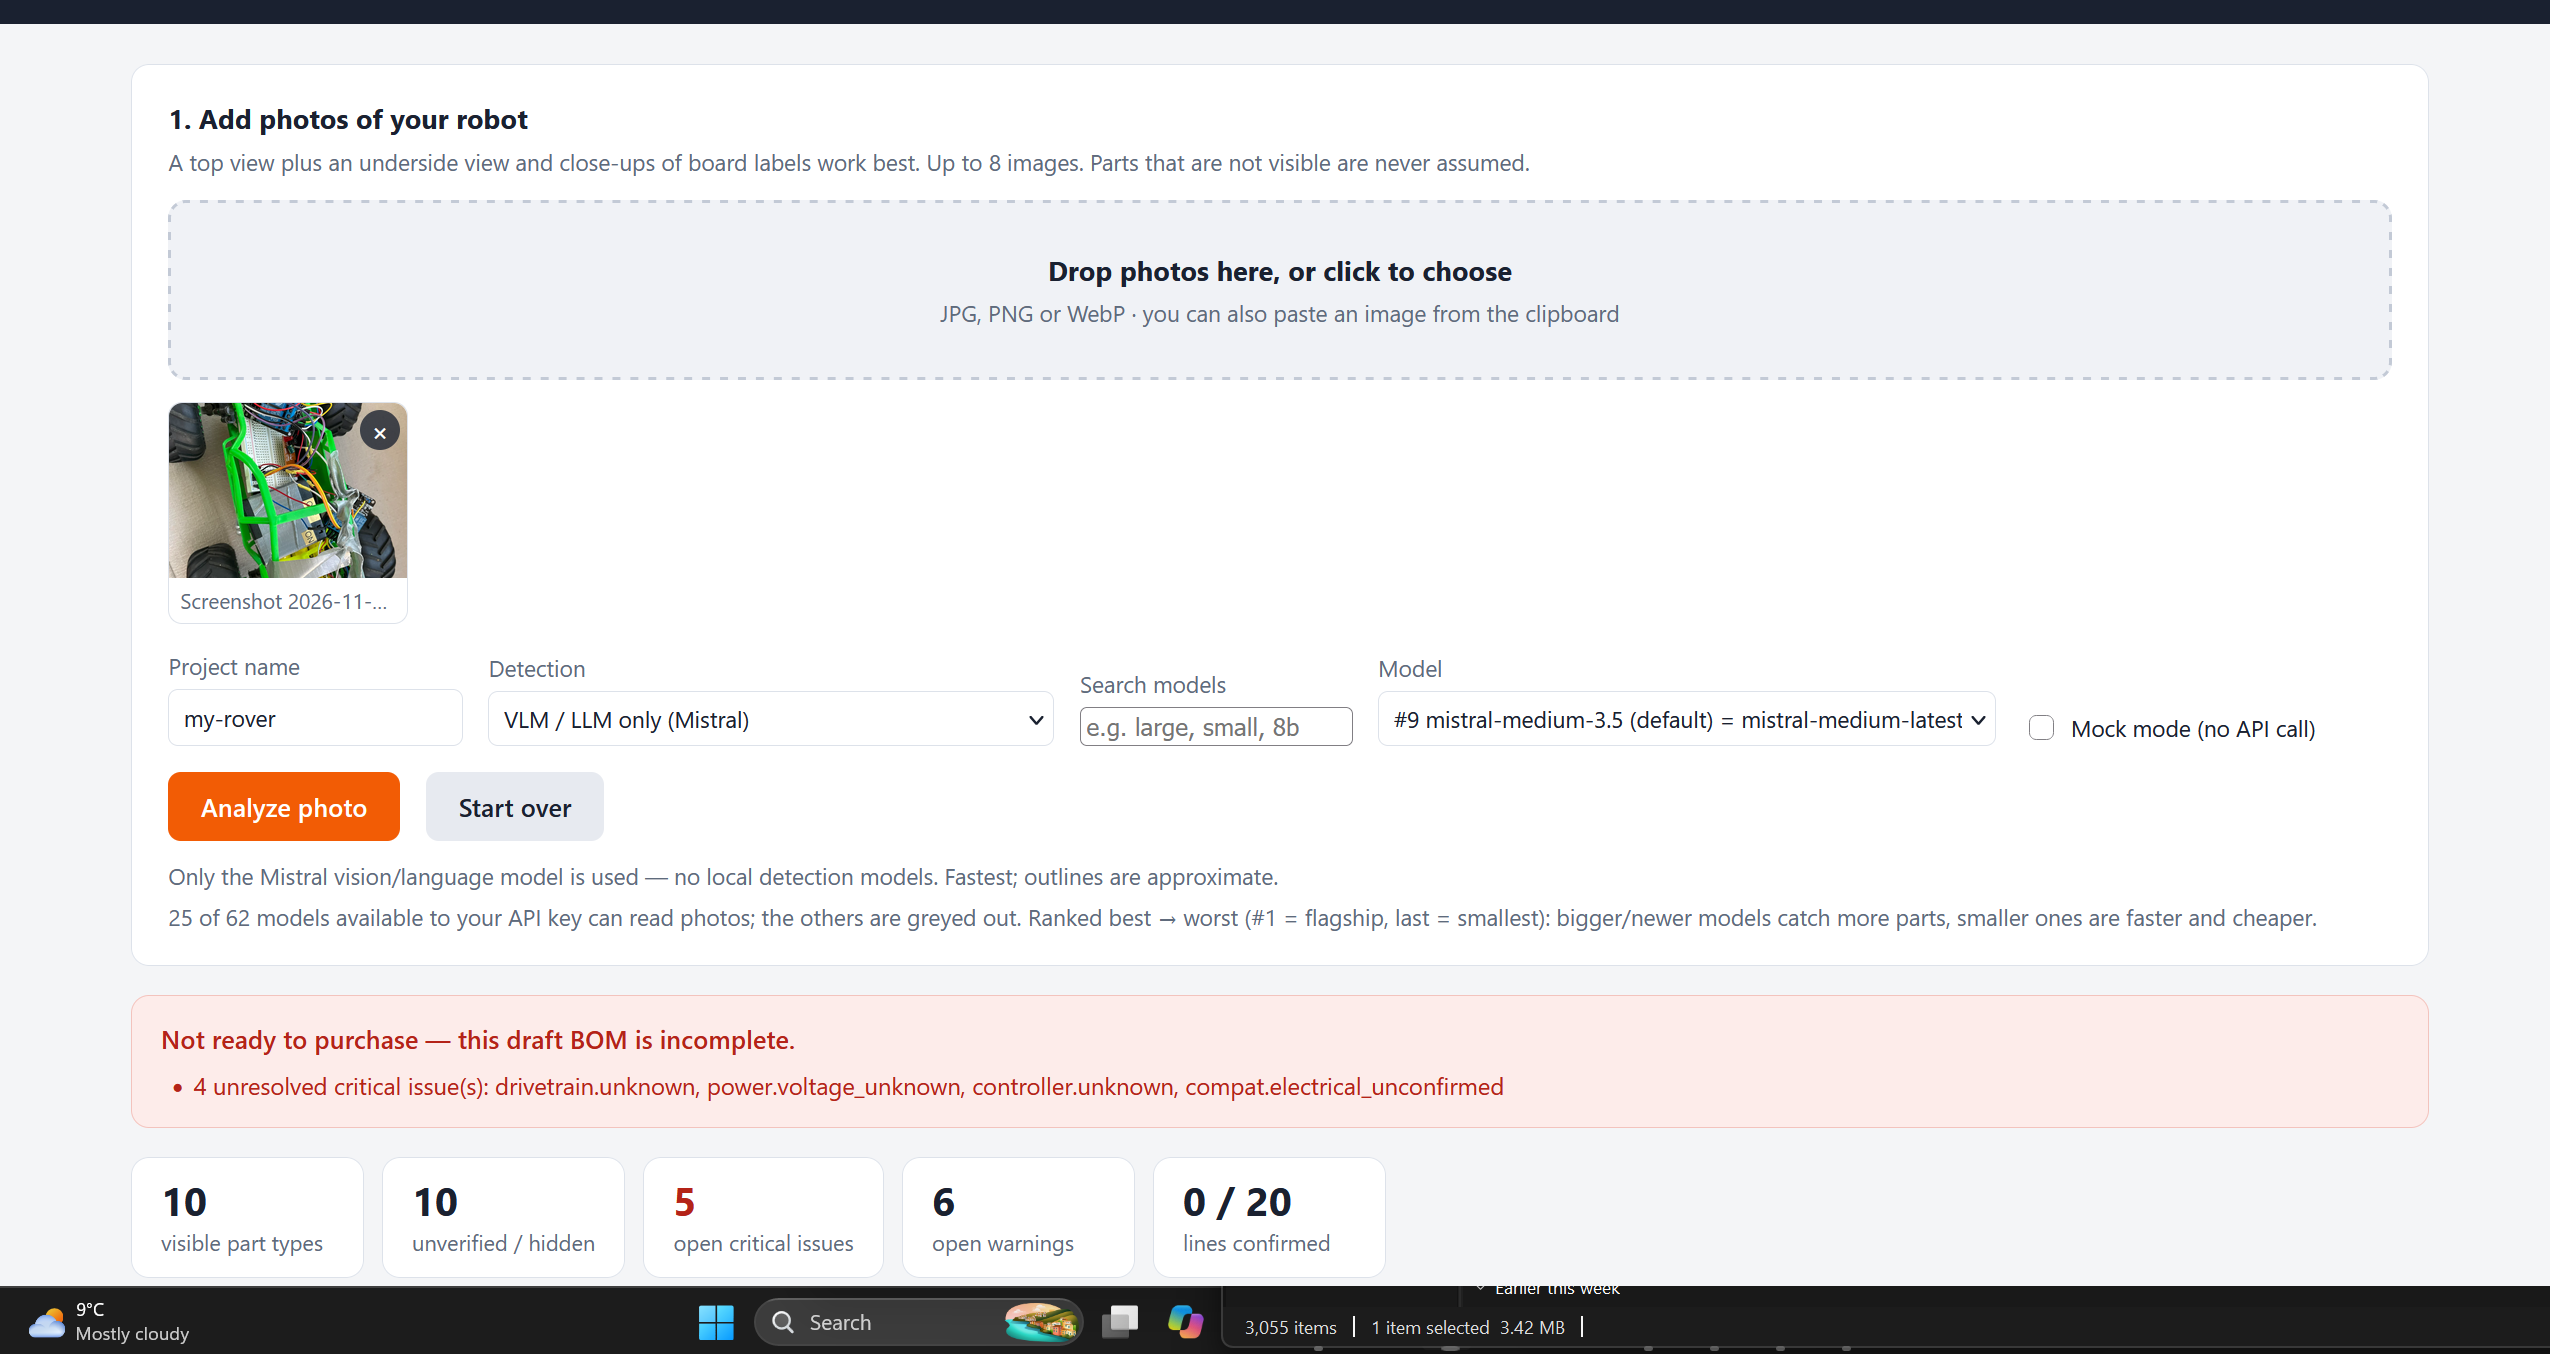 1. Add photos of your robot
A top view plus an underside view and close-ups of board labels work best. Up to 8 images. Parts that are not visible are never assumed.
Drop photos here, or click to choose
JPG, PNG or WebP · you can also paste an image from the clipboard
×
Screenshot 2026-11-...
Project name
Detection
Search models
Model
my-rover
VLM / LLM only (Mistral)
e.g. large, small, 8b
#9 mistral-medium-3.5 (default) = mistral-medium-latest
Mock mode (no API call)
Analyze photo
Start over
Only the Mistral vision/language model is used — no local detection models. Fastest; outlines are approximate.
25 of 62 models available to your API key can read photos; the others are greyed out. Ranked best → worst (#1 = flagship, last = smallest): bigger/newer models catch more parts, smaller ones are faster and cheaper.
Not ready to purchase — this draft BOM is incomplete.
• 4 unresolved critical issue(s): drivetrain.unknown, power.voltage_unknown, controller.unknown, compat.electrical_unconfirmed
10
visible part types
10
unverified / hidden
5
open critical issues
6
open warnings
0 / 20
lines confirmed
Earlier this week
9°C
Mostly cloudy
Search
3,055 items
1 item selected 3.42 MB